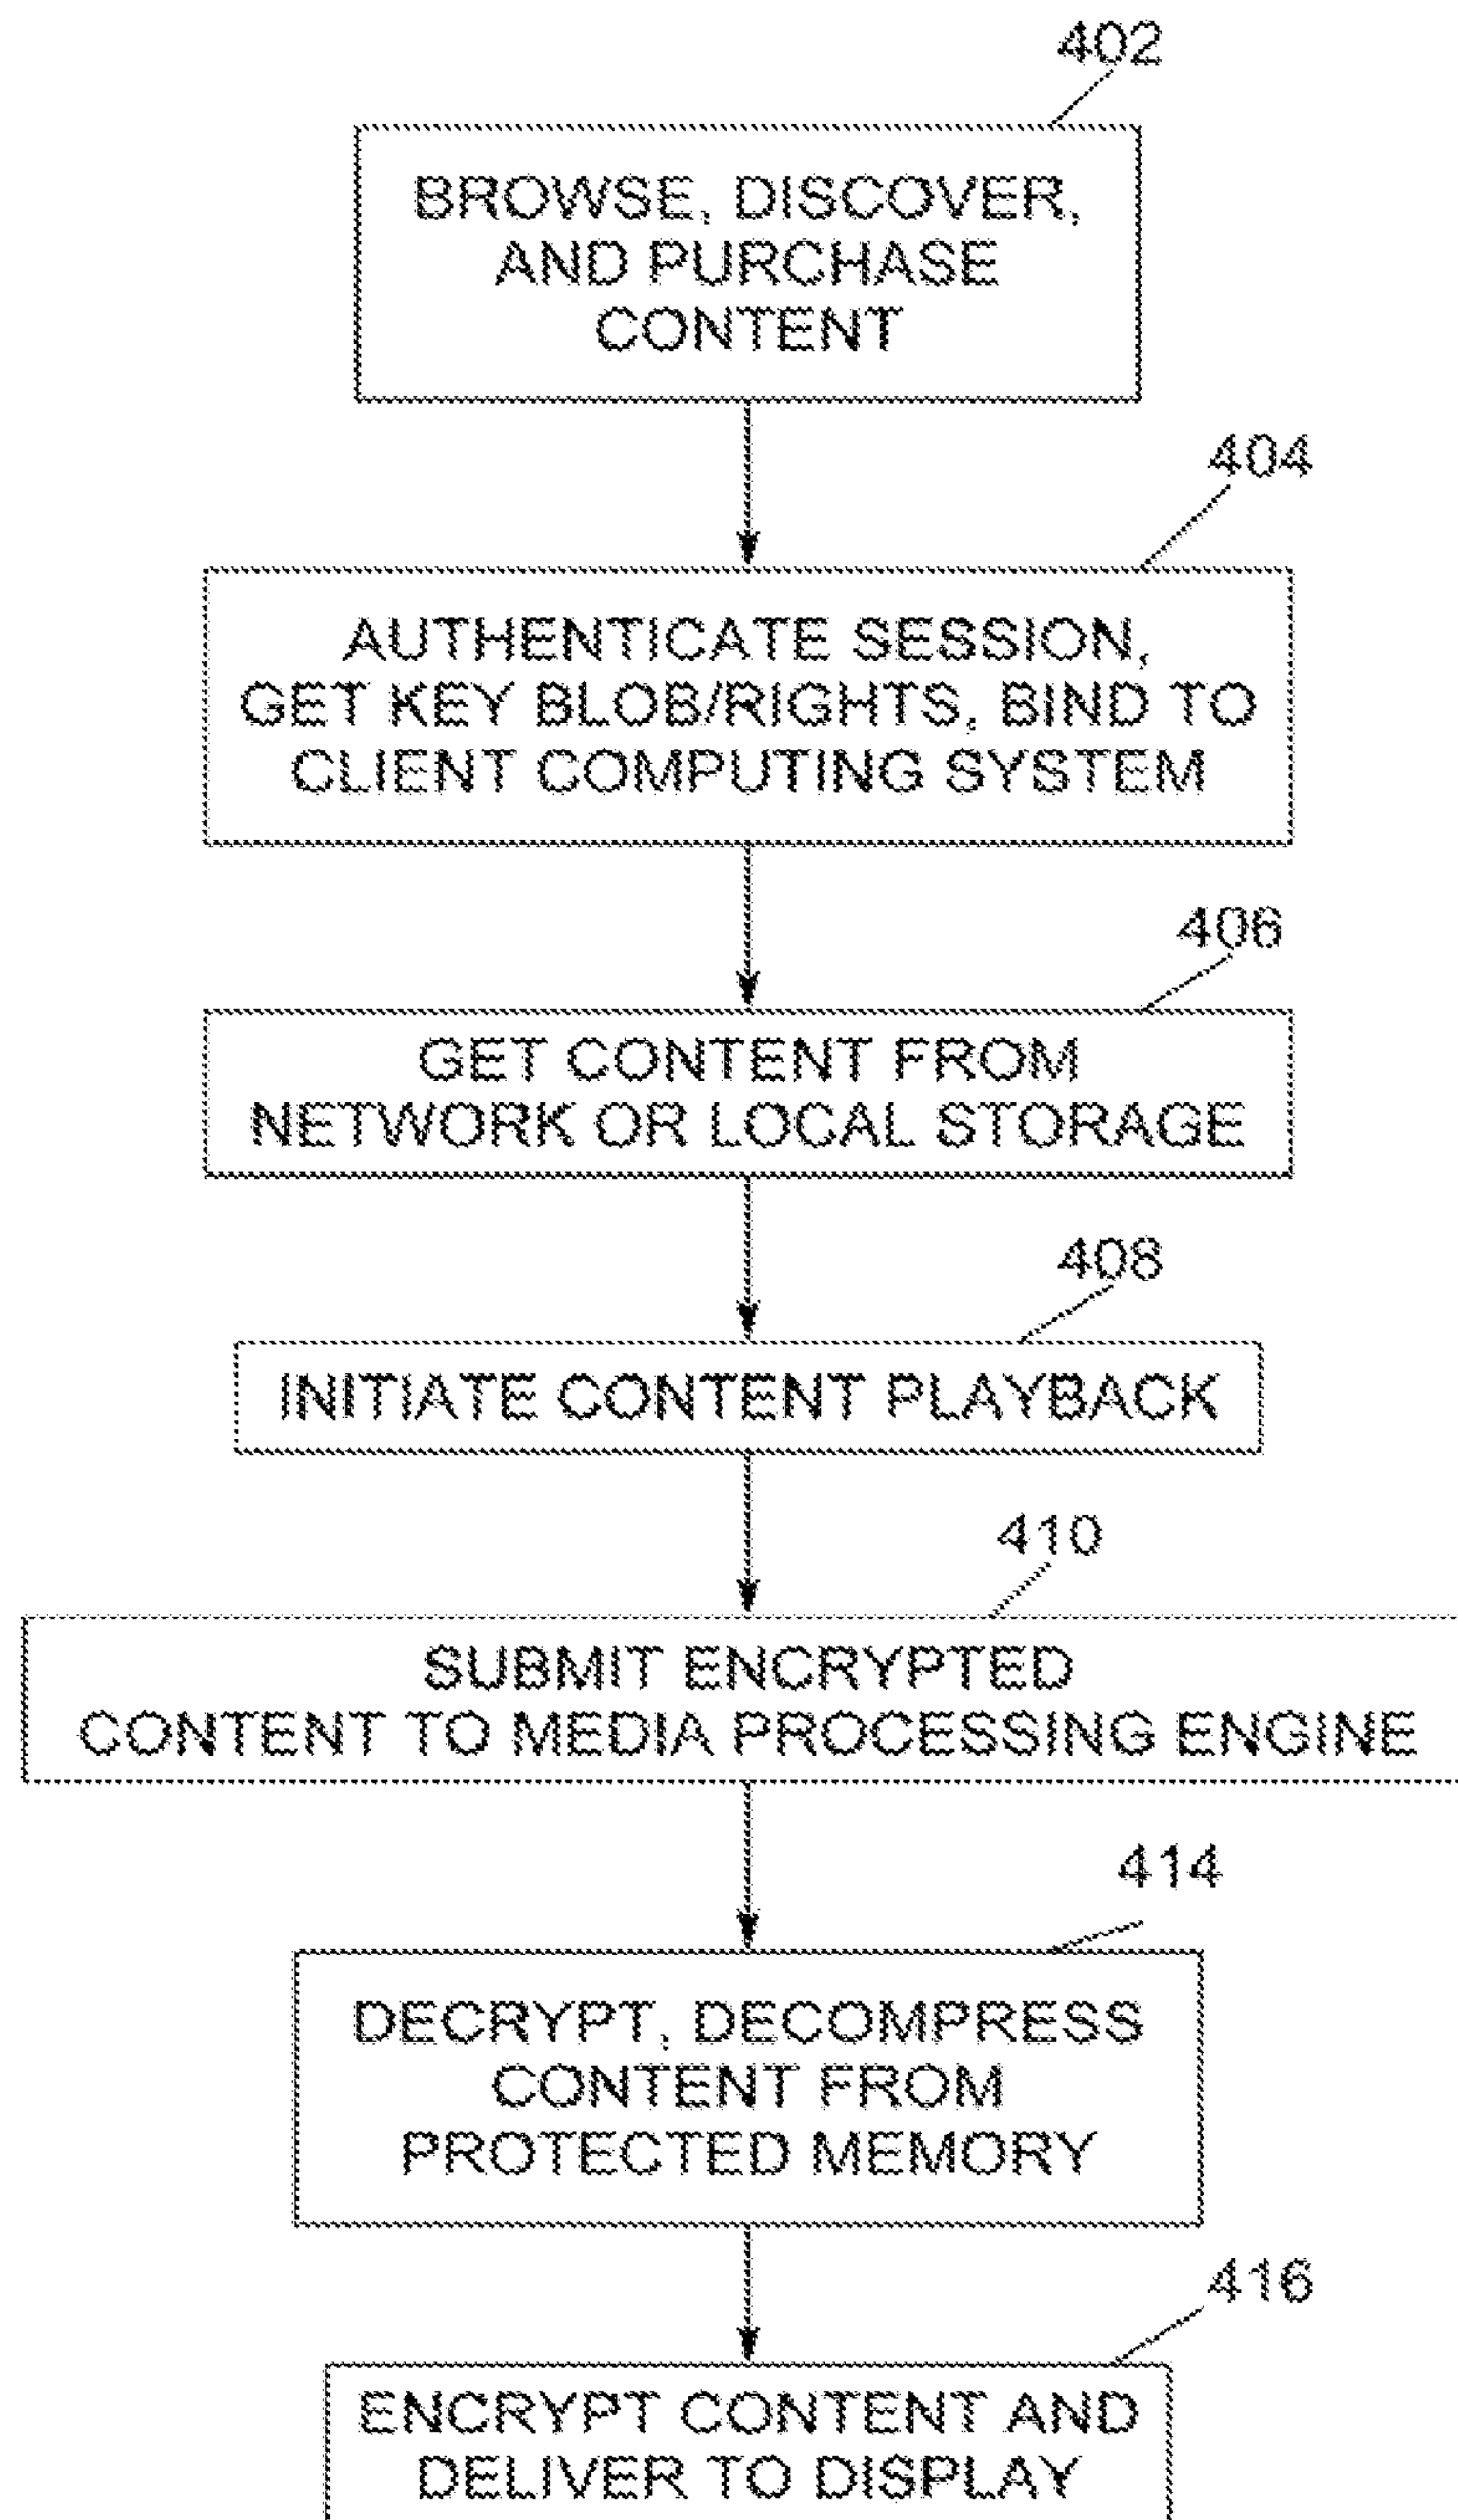 402
BROWSE, DISCOVER,
AND PURCHASE
CONTENT
404
AUTHENTICATE SESSION,
GET KEY BLOB/RIGHTS, BIND TO
CLIENT COMPUTING SYSTEM
406
GET CONTENT FROM
NETWORK OR LOCAL STORAGE
408
INITIATE CONTENT PLAYBACK
410
SUBMIT ENCRYPTED
CONTENT TO MEDIA PROCESSING ENGINE
414
DECRYPT, DECOMPRESS
CONTENT FROM
PROTECTED MEMORY
416
ENCRYPT CONTENT AND
DELIVER TO DISPLAY